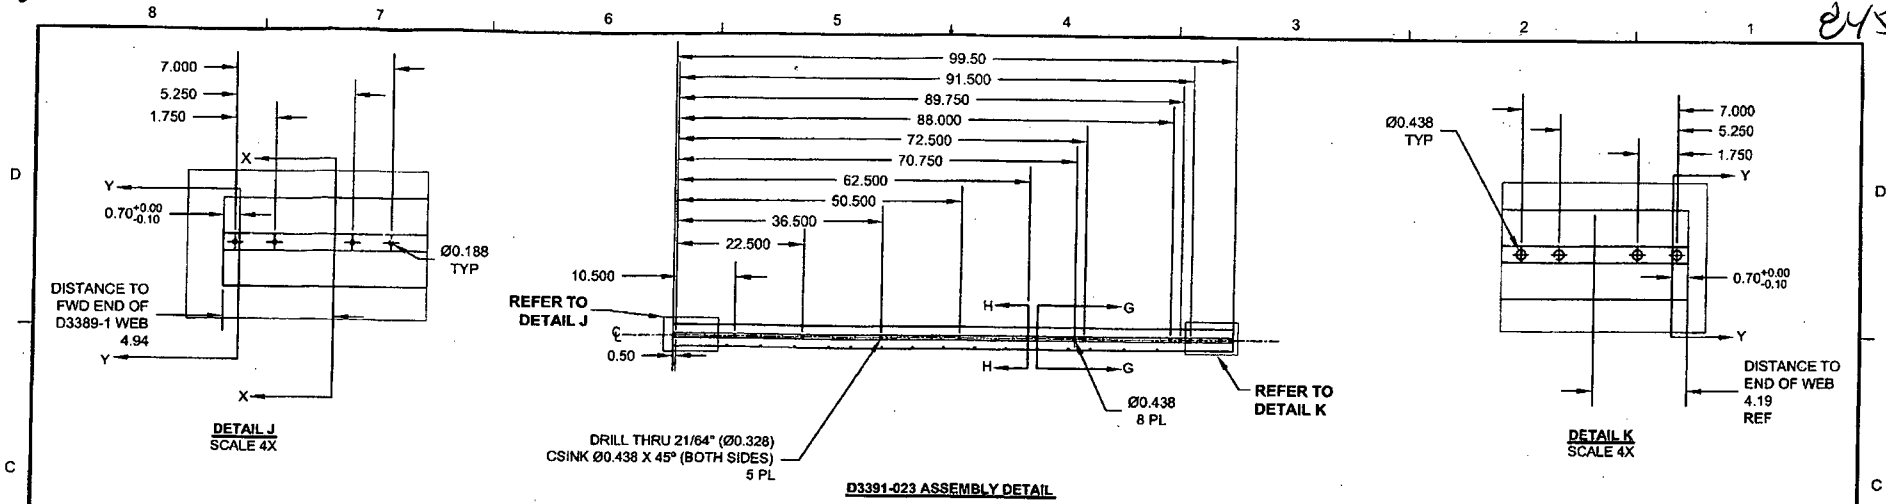 8 7 6 5 4 3 2 1
D
C
7.000
5.250
1.750
X
Y
0.70+0.00
-0.10
Ø0.188
TYP
DISTANCE TO
FWD END OF
D3389-1 WEB
4.94
Y
X
DETAIL J
SCALE 4X
99.50
91.500
89.750
88.000
72.500
70.750
62.500
50.500
36.500
22.500
10.500
REFER TO
DETAIL J
H G
0.50
H G
REFER TO
DETAIL K
Ø0.438
8 PL
DRILL THRU 21/64" (Ø0.328)
CSINK Ø0.438 X 45° (BOTH SIDES)
5 PL
D3391-023 ASSEMBLY DETAIL
Ø0.438
TYP
7.000
5.250
1.750
Y
0.70+0.00
-0.10
Y
DISTANCE TO
END OF WEB
4.19
REF
DETAIL K
SCALE 4X
D
C